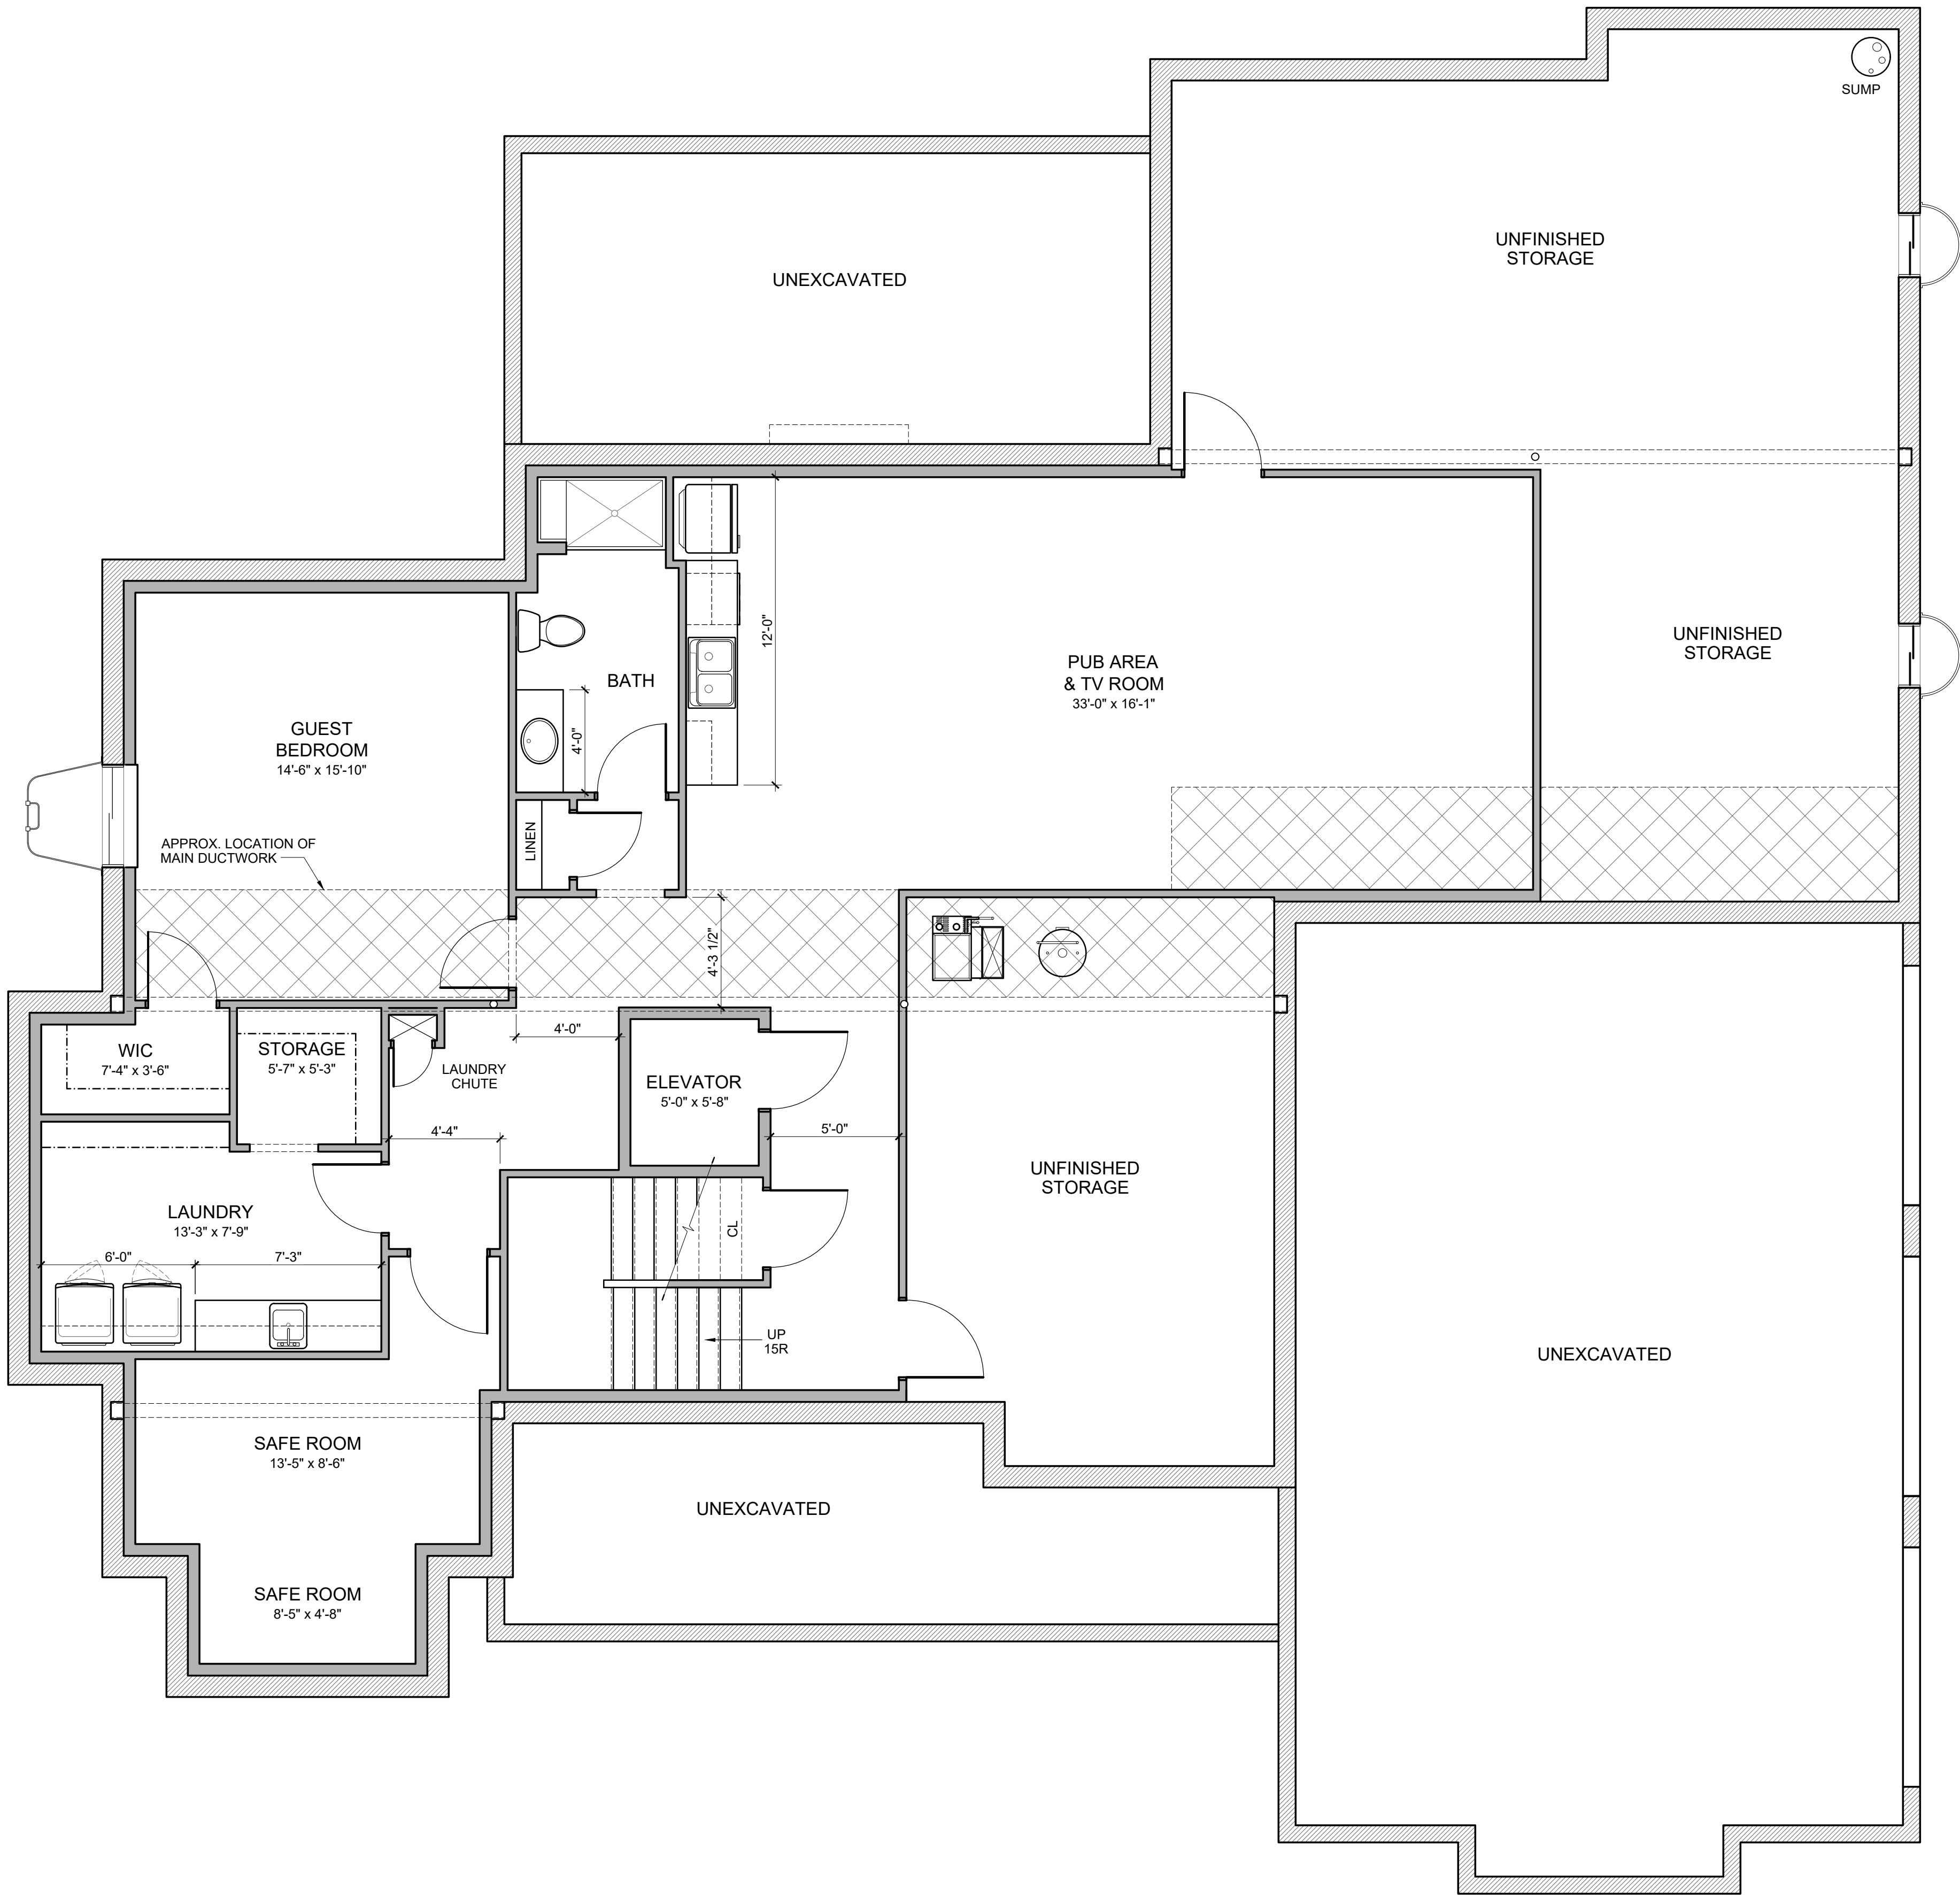 SUMP
UNFINISHED
STORAGE
UNEXCAVATED
UNFINISHED
STORAGE
PUB AREA
& TV ROOM
33'-0" x 16'-1"
12'-0"
BATH
4'-0"
GUEST
BEDROOM
14'-6" x 15'-10"
LINEN
APPROX. LOCATION OF
MAIN DUCTWORK
4'-3 1/2"
4'-0"
WIC
7'-4" x 3'-6"
STORAGE
5'-7" x 5'-3"
LAUNDRY
CHUTE
ELEVATOR
5'-0" x 5'-8"
4'-4"
5'-0"
UNFINISHED
STORAGE
LAUNDRY
13'-3" x 7'-9"
CL
6'-0"
7'-3"
UP
15R
UNEXCAVATED
SAFE ROOM
13'-5" x 8'-6"
UNEXCAVATED
SAFE ROOM
8'-5" x 4'-8"